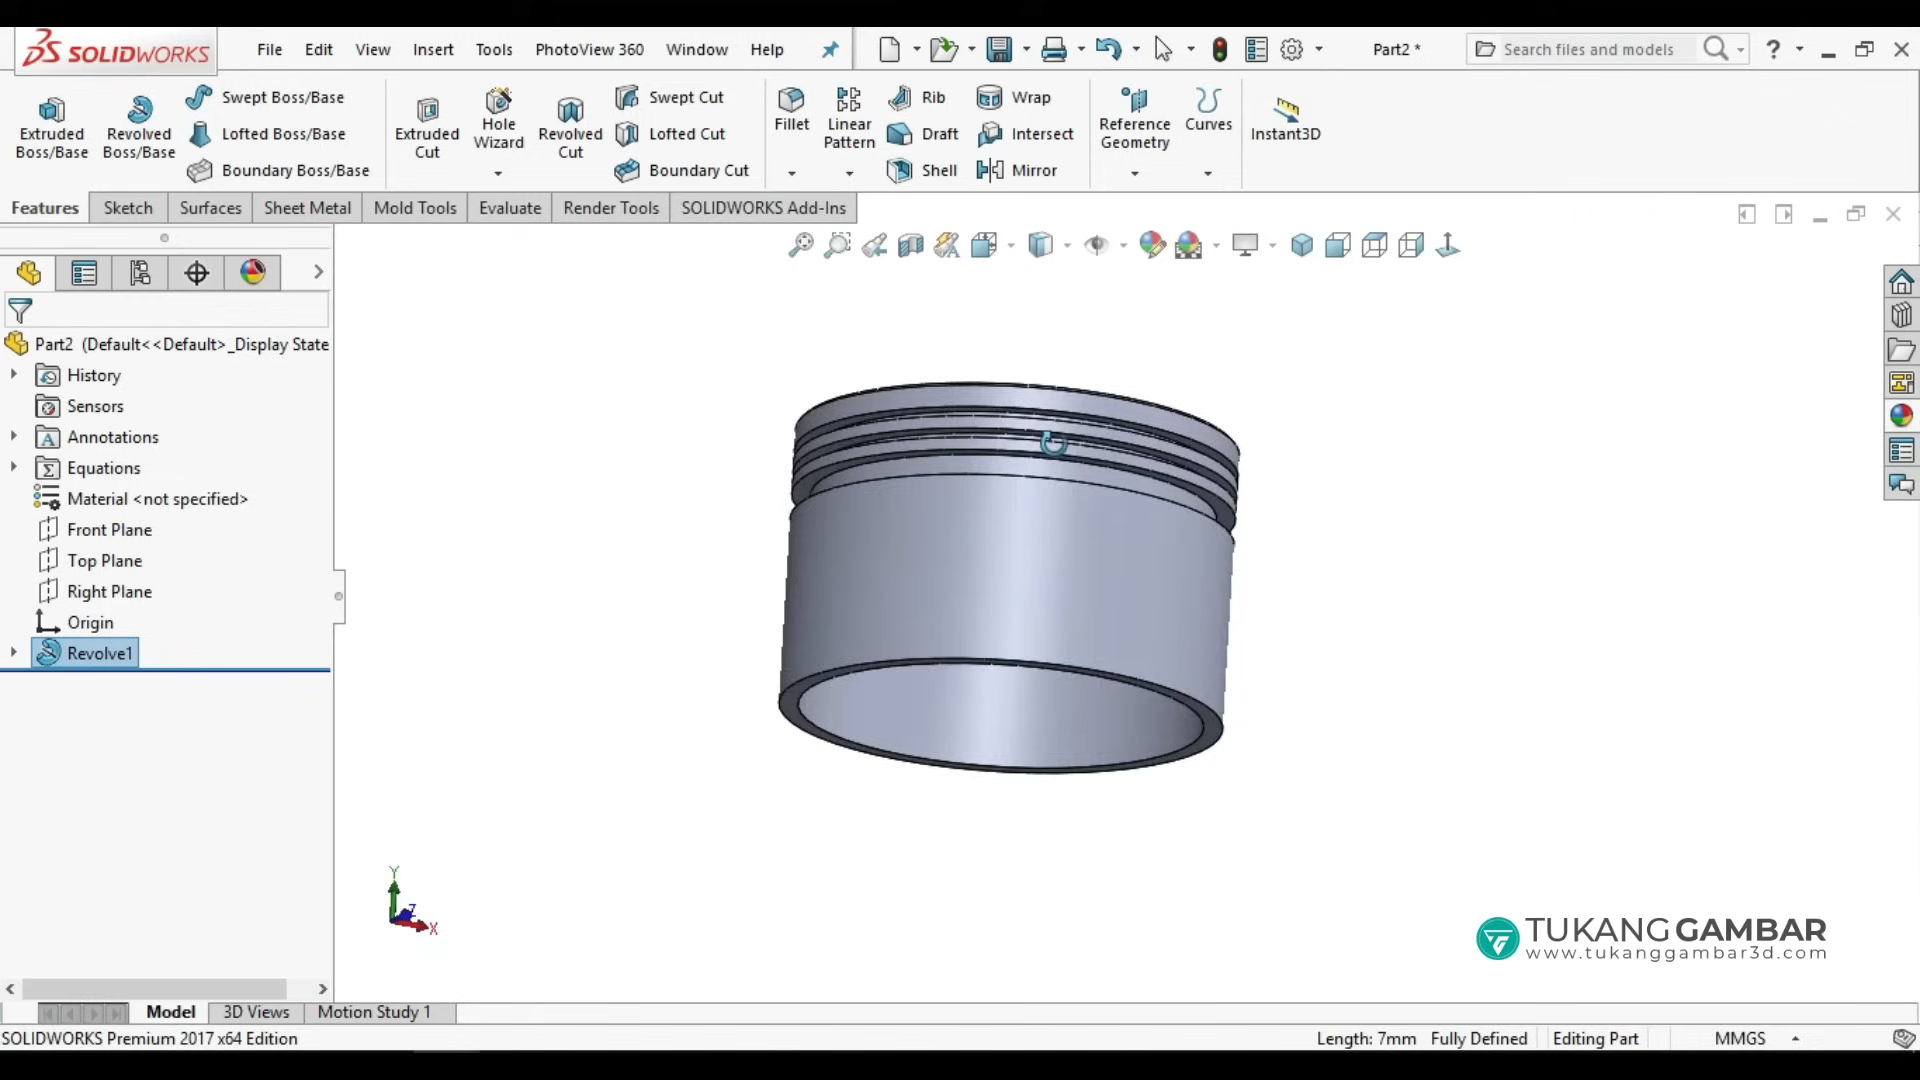 SOLIDWORKS File Edit View Insert Tools PhotoView 360 Window Help Part2 * Search files and models ?
Extruded Boss/Base
Revolved Boss/Base
Swept Boss/Base
Lofted Boss/Base
Boundary Boss/Base
Extruded Cut
Hole Wizard
Revolved Cut
Swept Cut
Lofted Cut
Boundary Cut
Fillet
Linear Pattern
Rib
Draft
Shell
Wrap
Intersect
Mirror
Reference Geometry
Curves
Instant3D
Features Sketch Surfaces Sheet Metal Mold Tools Evaluate Render Tools SOLIDWORKS Add-Ins
Part2 (Default<<Default>_Display State
History
Sensors
Annotations
Equations
Material <not specified>
Front Plane
Top Plane
Right Plane
Origin
Revolve1
Y
Z
X
TUKANG GAMBAR
www.tukanggambar3d.com
Model 3D Views Motion Study 1
SOLIDWORKS Premium 2017 x64 Edition Length: 7mm Fully Defined Editing Part MMGS